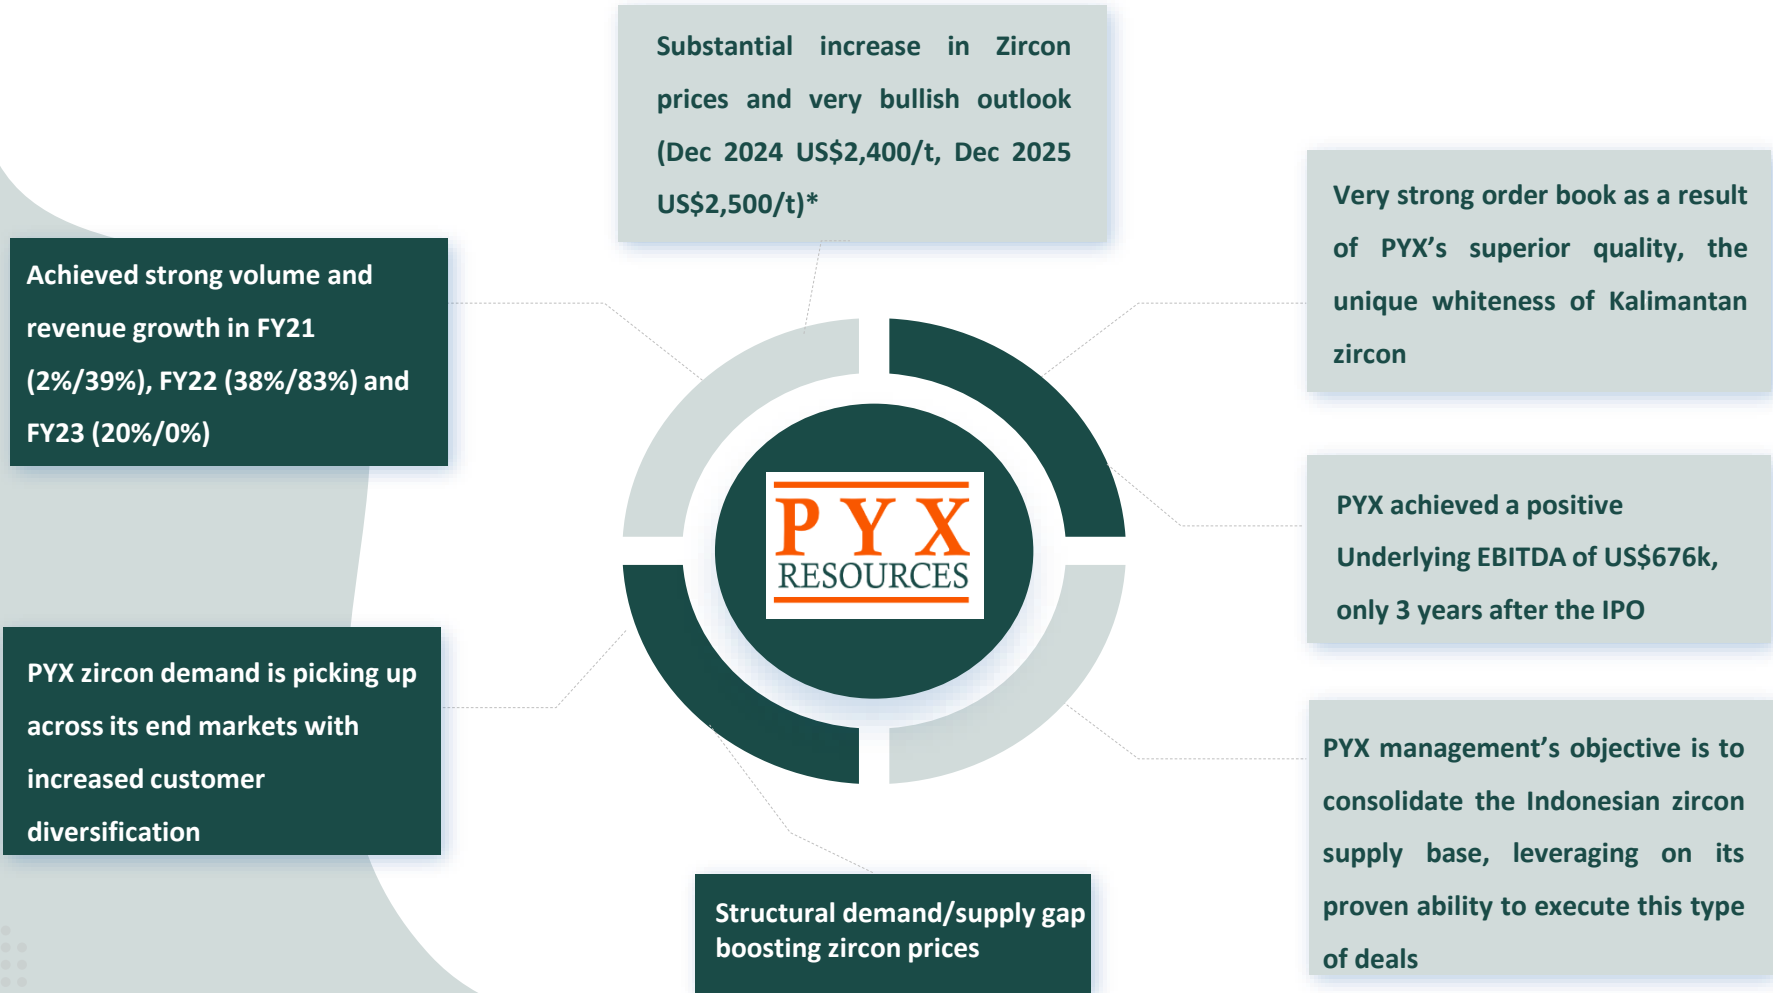 Substantial increase in Zircon
prices and very bullish outlook
(Dec 2024 US$2,400/t, Dec 2025
US$2,500/t)*
Achieved strong volume and
revenue growth in FY21
(2%/39%), FY22 (38%/83%) and
FY23 (20%/0%)
Very strong order book as a result
of PYX’s superior quality, the
unique whiteness of Kalimantan
zircon
PYX
RESOURCES
PYX achieved a positive
Underlying EBITDA of US$676k,
only 3 years after the IPO
PYX zircon demand is picking up
across its end markets with
increased customer
diversification
PYX management’s objective is to
consolidate the Indonesian zircon
supply base, leveraging on its
proven ability to execute this type
of deals
Structural demand/supply gap
boosting zircon prices